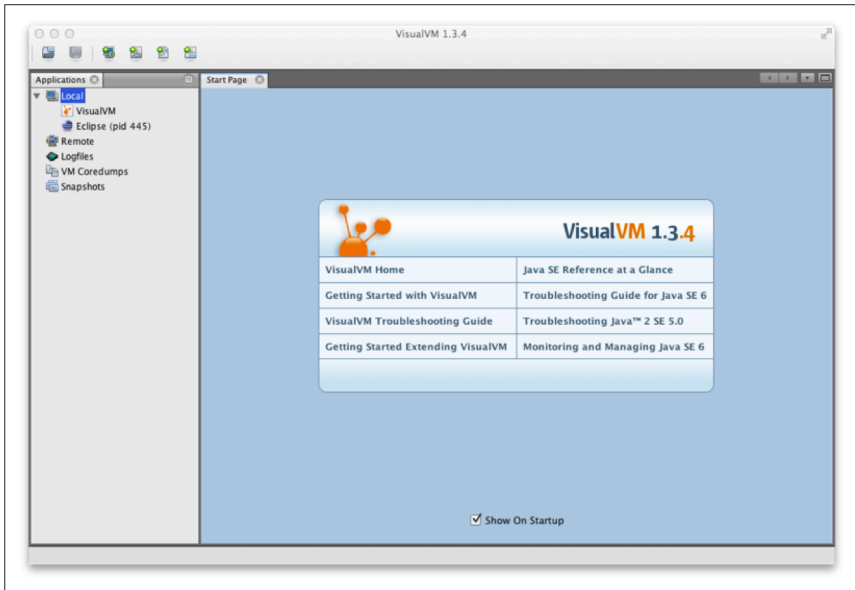 VisualVM 1.3.4
Applications
Start Page
Local
VisualVM
Eclipse (pid 445)
Remote
Logfiles
VM Coredumps
Snapshots
VisualVM 1.3.4
VisualVM Home
Java SE Reference at a Glance
Getting Started with VisualVM
Troubleshooting Guide for Java SE 6
VisualVM Troubleshooting Guide
Troubleshooting Java™ 2 SE 5.0
Getting Started Extending VisualVM
Monitoring and Managing Java SE 6
Show On Startup